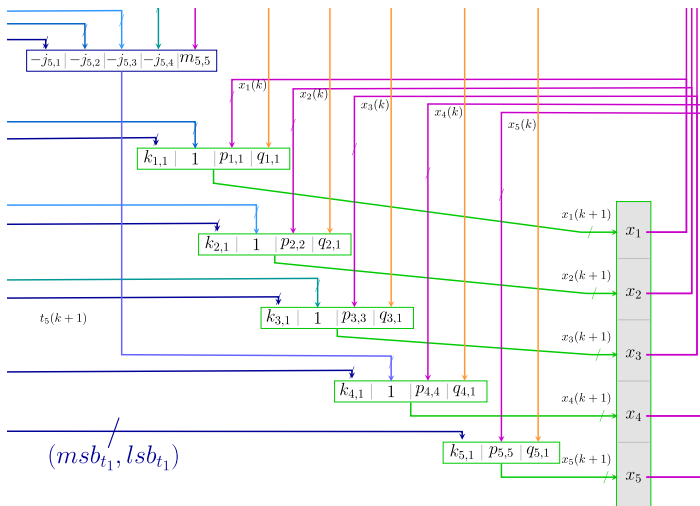 −j5,1 | −j5,2 | −j5,3 | −j5,4 | m5,5
x1(k)
x2(k)
x3(k)
x4(k)
x5(k)
k1,1 | 1 | p1,1 | q1,1
x1(k+1)
x1
k2,1 | 1 | p2,2 | q2,1
x2(k+1)
x2
k3,1 | 1 | p3,3 | q3,1
t5(k+1)
x3(k+1)
x3
k4,1 | 1 | p4,4 | q4,1
x4(k+1)
x4
(msbt1, lsbt1)
k5,1 | p5,5 | q5,1
x5(k+1)
x5